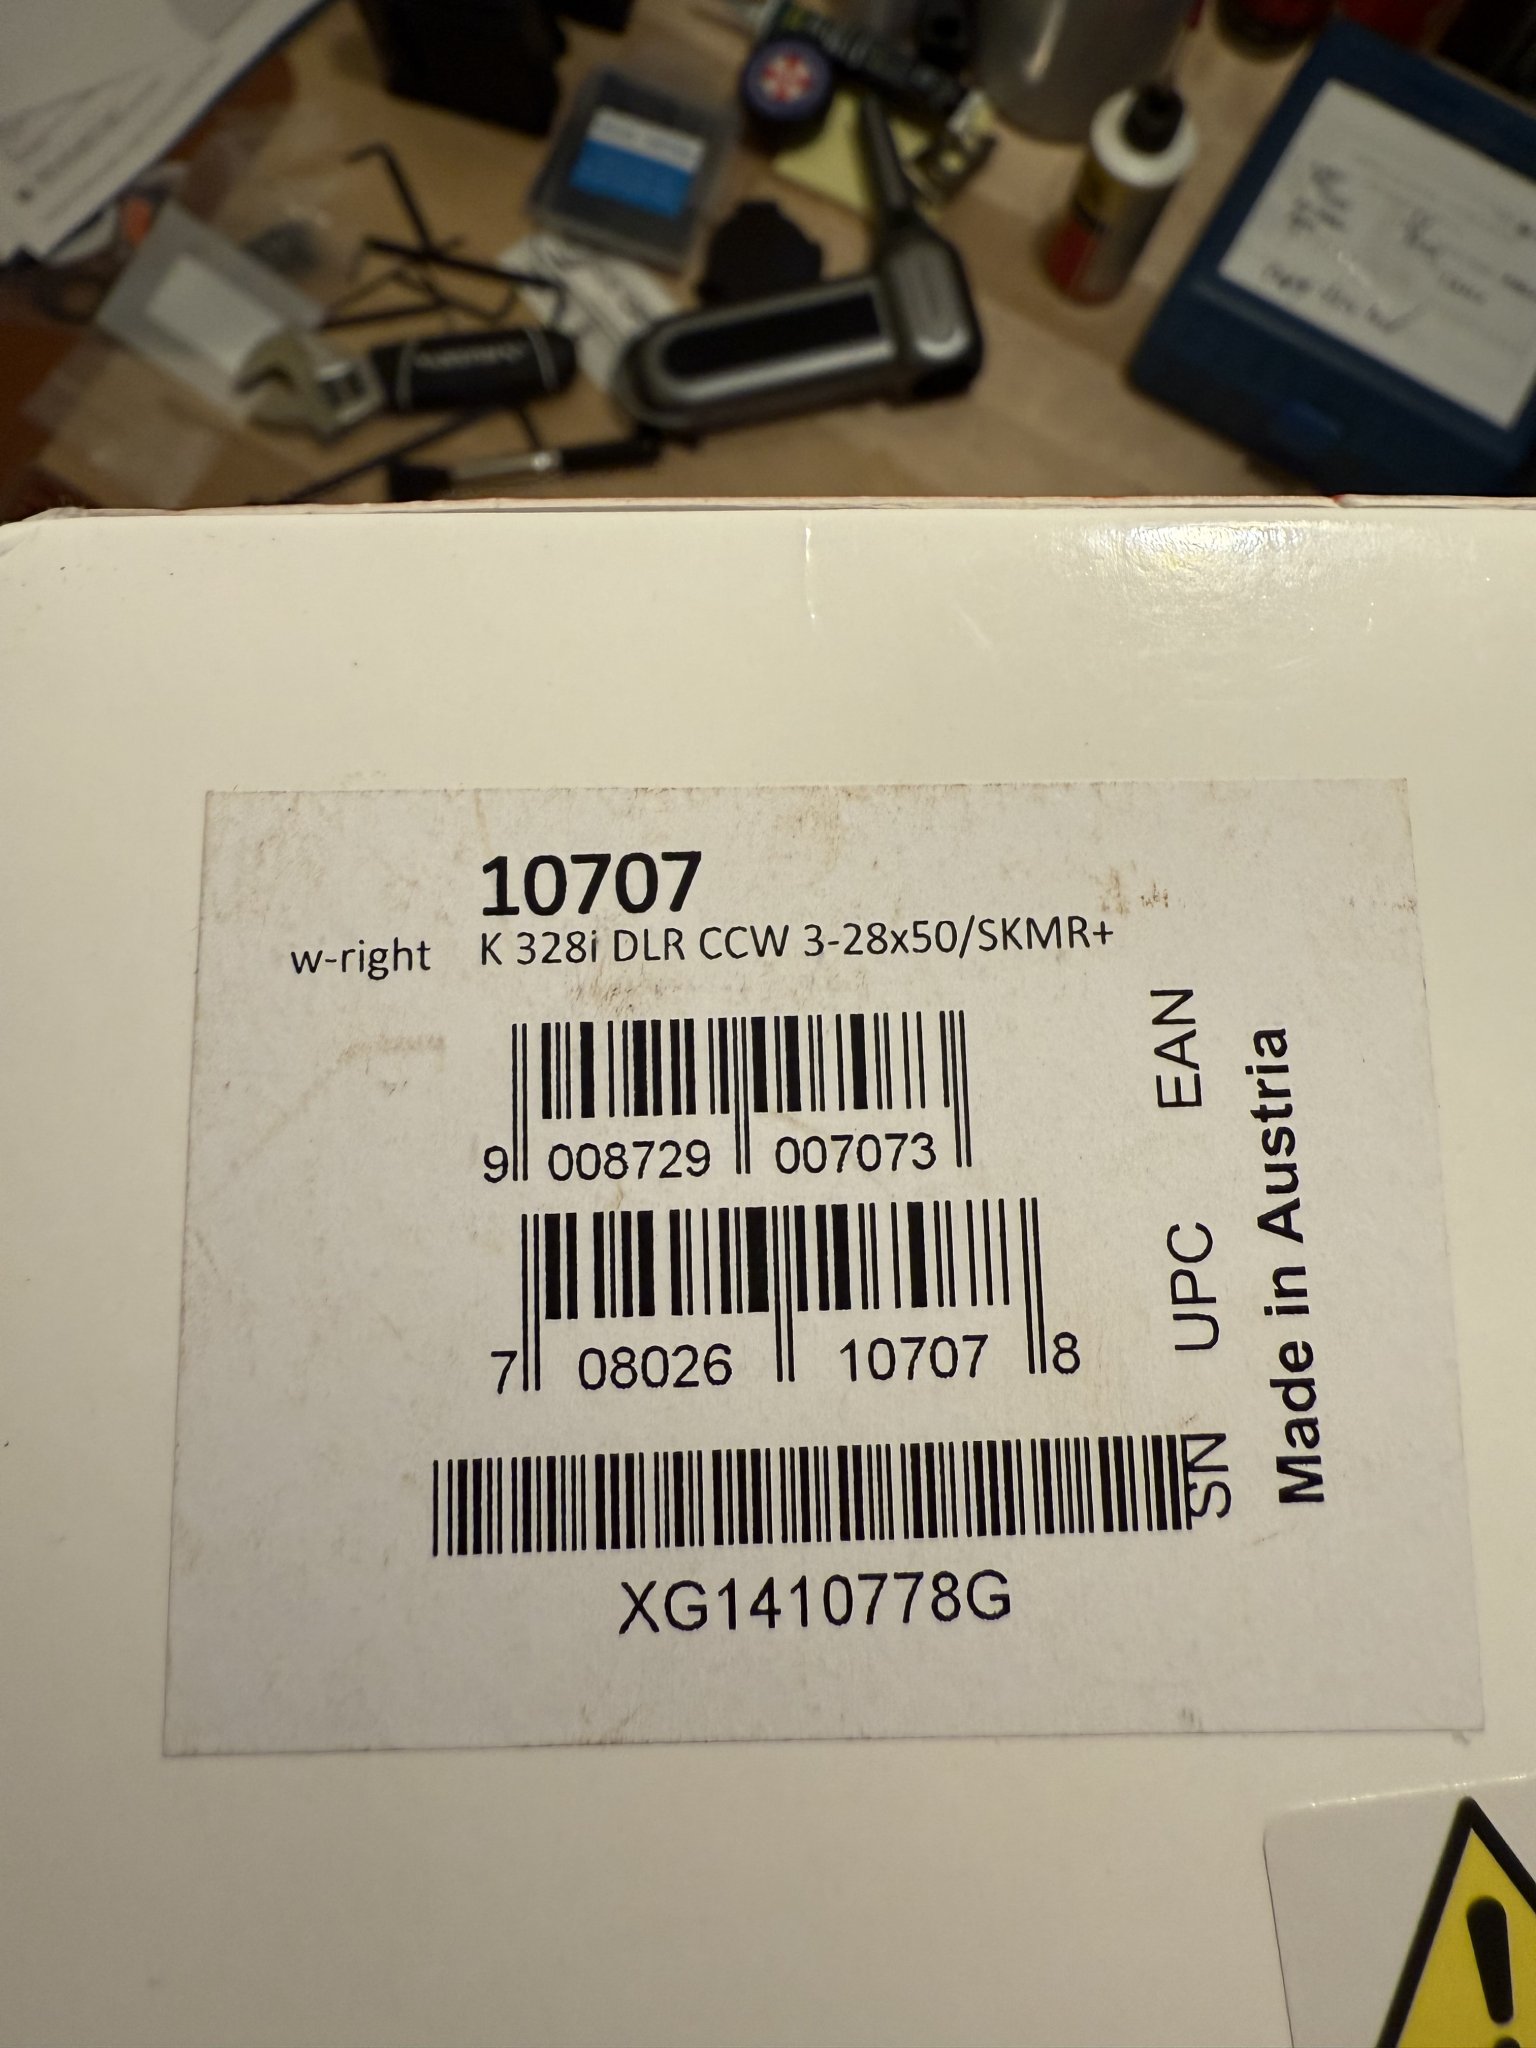 10707
w-right K 328i DLR CCW 3-28x50/SKMR+
9 008729 007073
EAN
7 08026 10707 8
UPC
SN
XG1410778G
Made in Austria